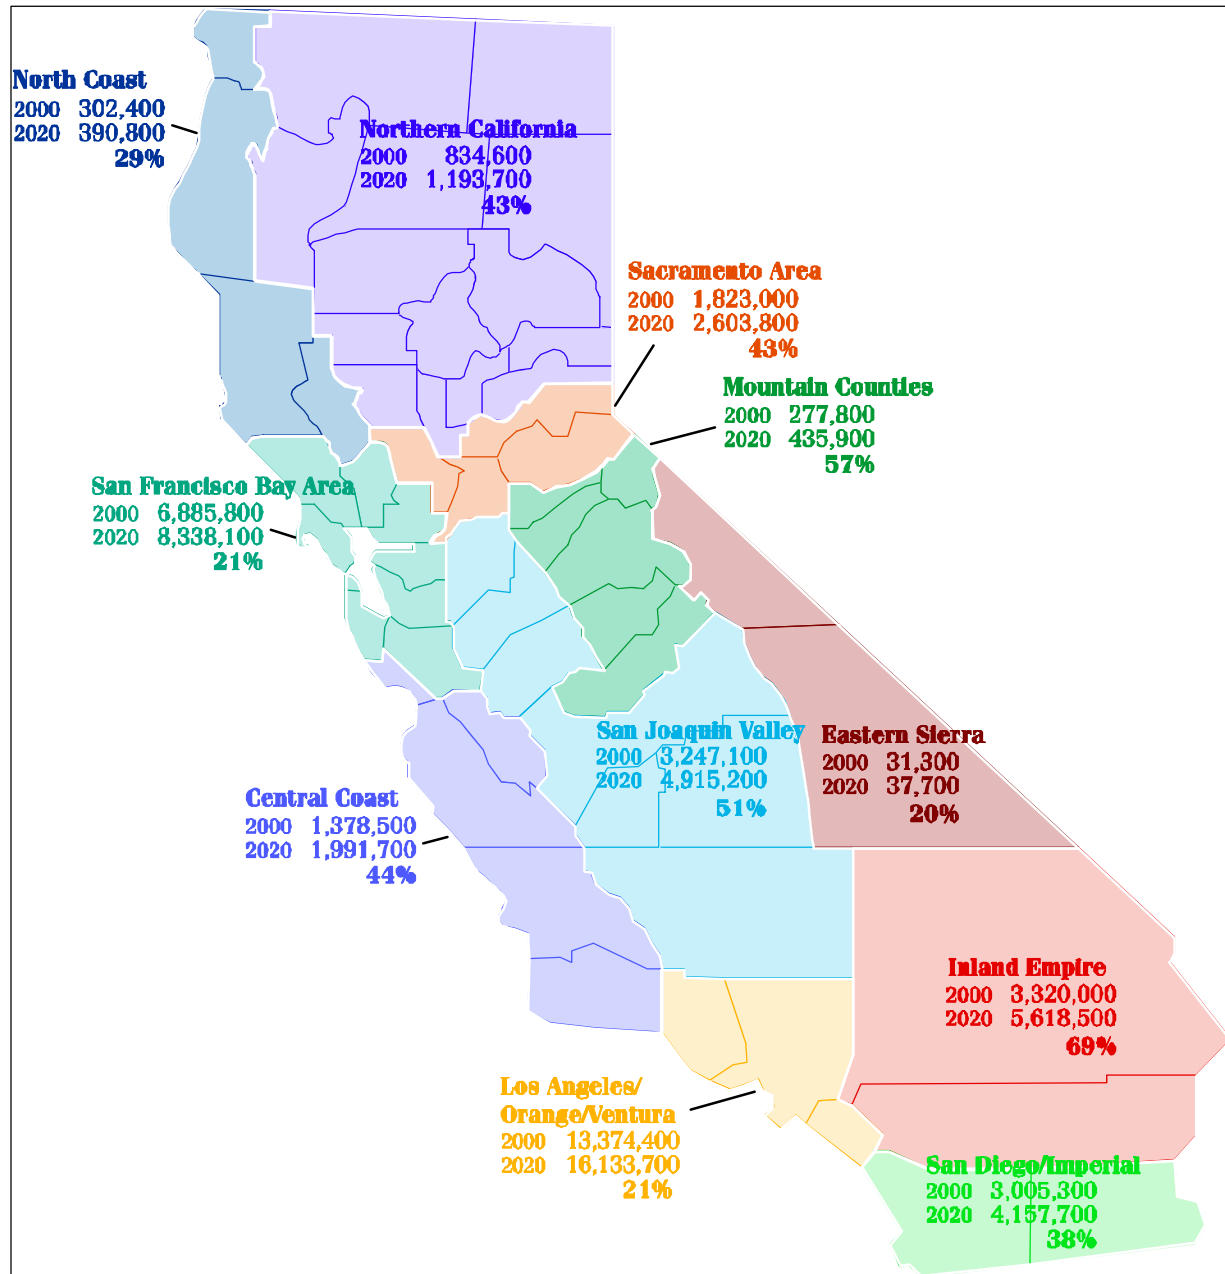 North Coast
2000 302,400
2020 390,800
29%
Northern California
2000 834,600
2020 1,193,700
43%
Sacramento Area
2000 1,823,000
2020 2,603,800
43%
Mountain Counties
2000 277,800
2020 435,900
57%
San Francisco Bay Area
2000 6,885,800
2020 8,338,100
21%
San Joaquin Valley
2000 3,247,100
2020 4,915,200
51%
Eastern Sierra
2000 31,300
2020 37,700
20%
Central Coast
2000 1,378,500
2020 1,991,700
44%
Inland Empire
2000 3,320,000
2020 5,618,500
69%
Los Angeles/
Orange/Ventura
2000 13,374,400
2020 16,133,700
21%
San Diego/Imperial
2000 3,005,300
2020 4,157,700
38%